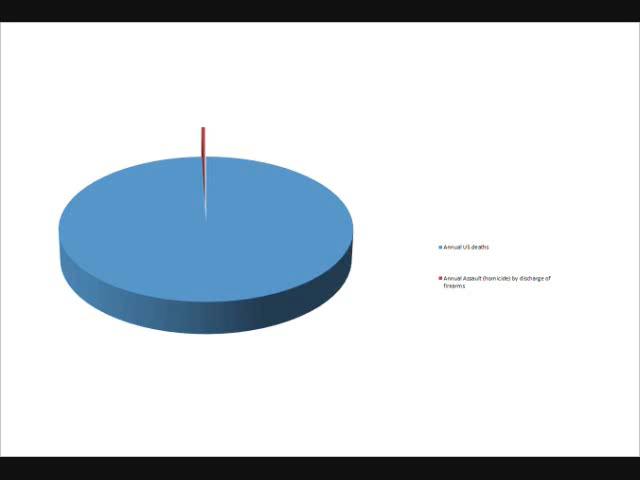 Annual US deaths
Annual Assault (homicide) by discharge of
firearms